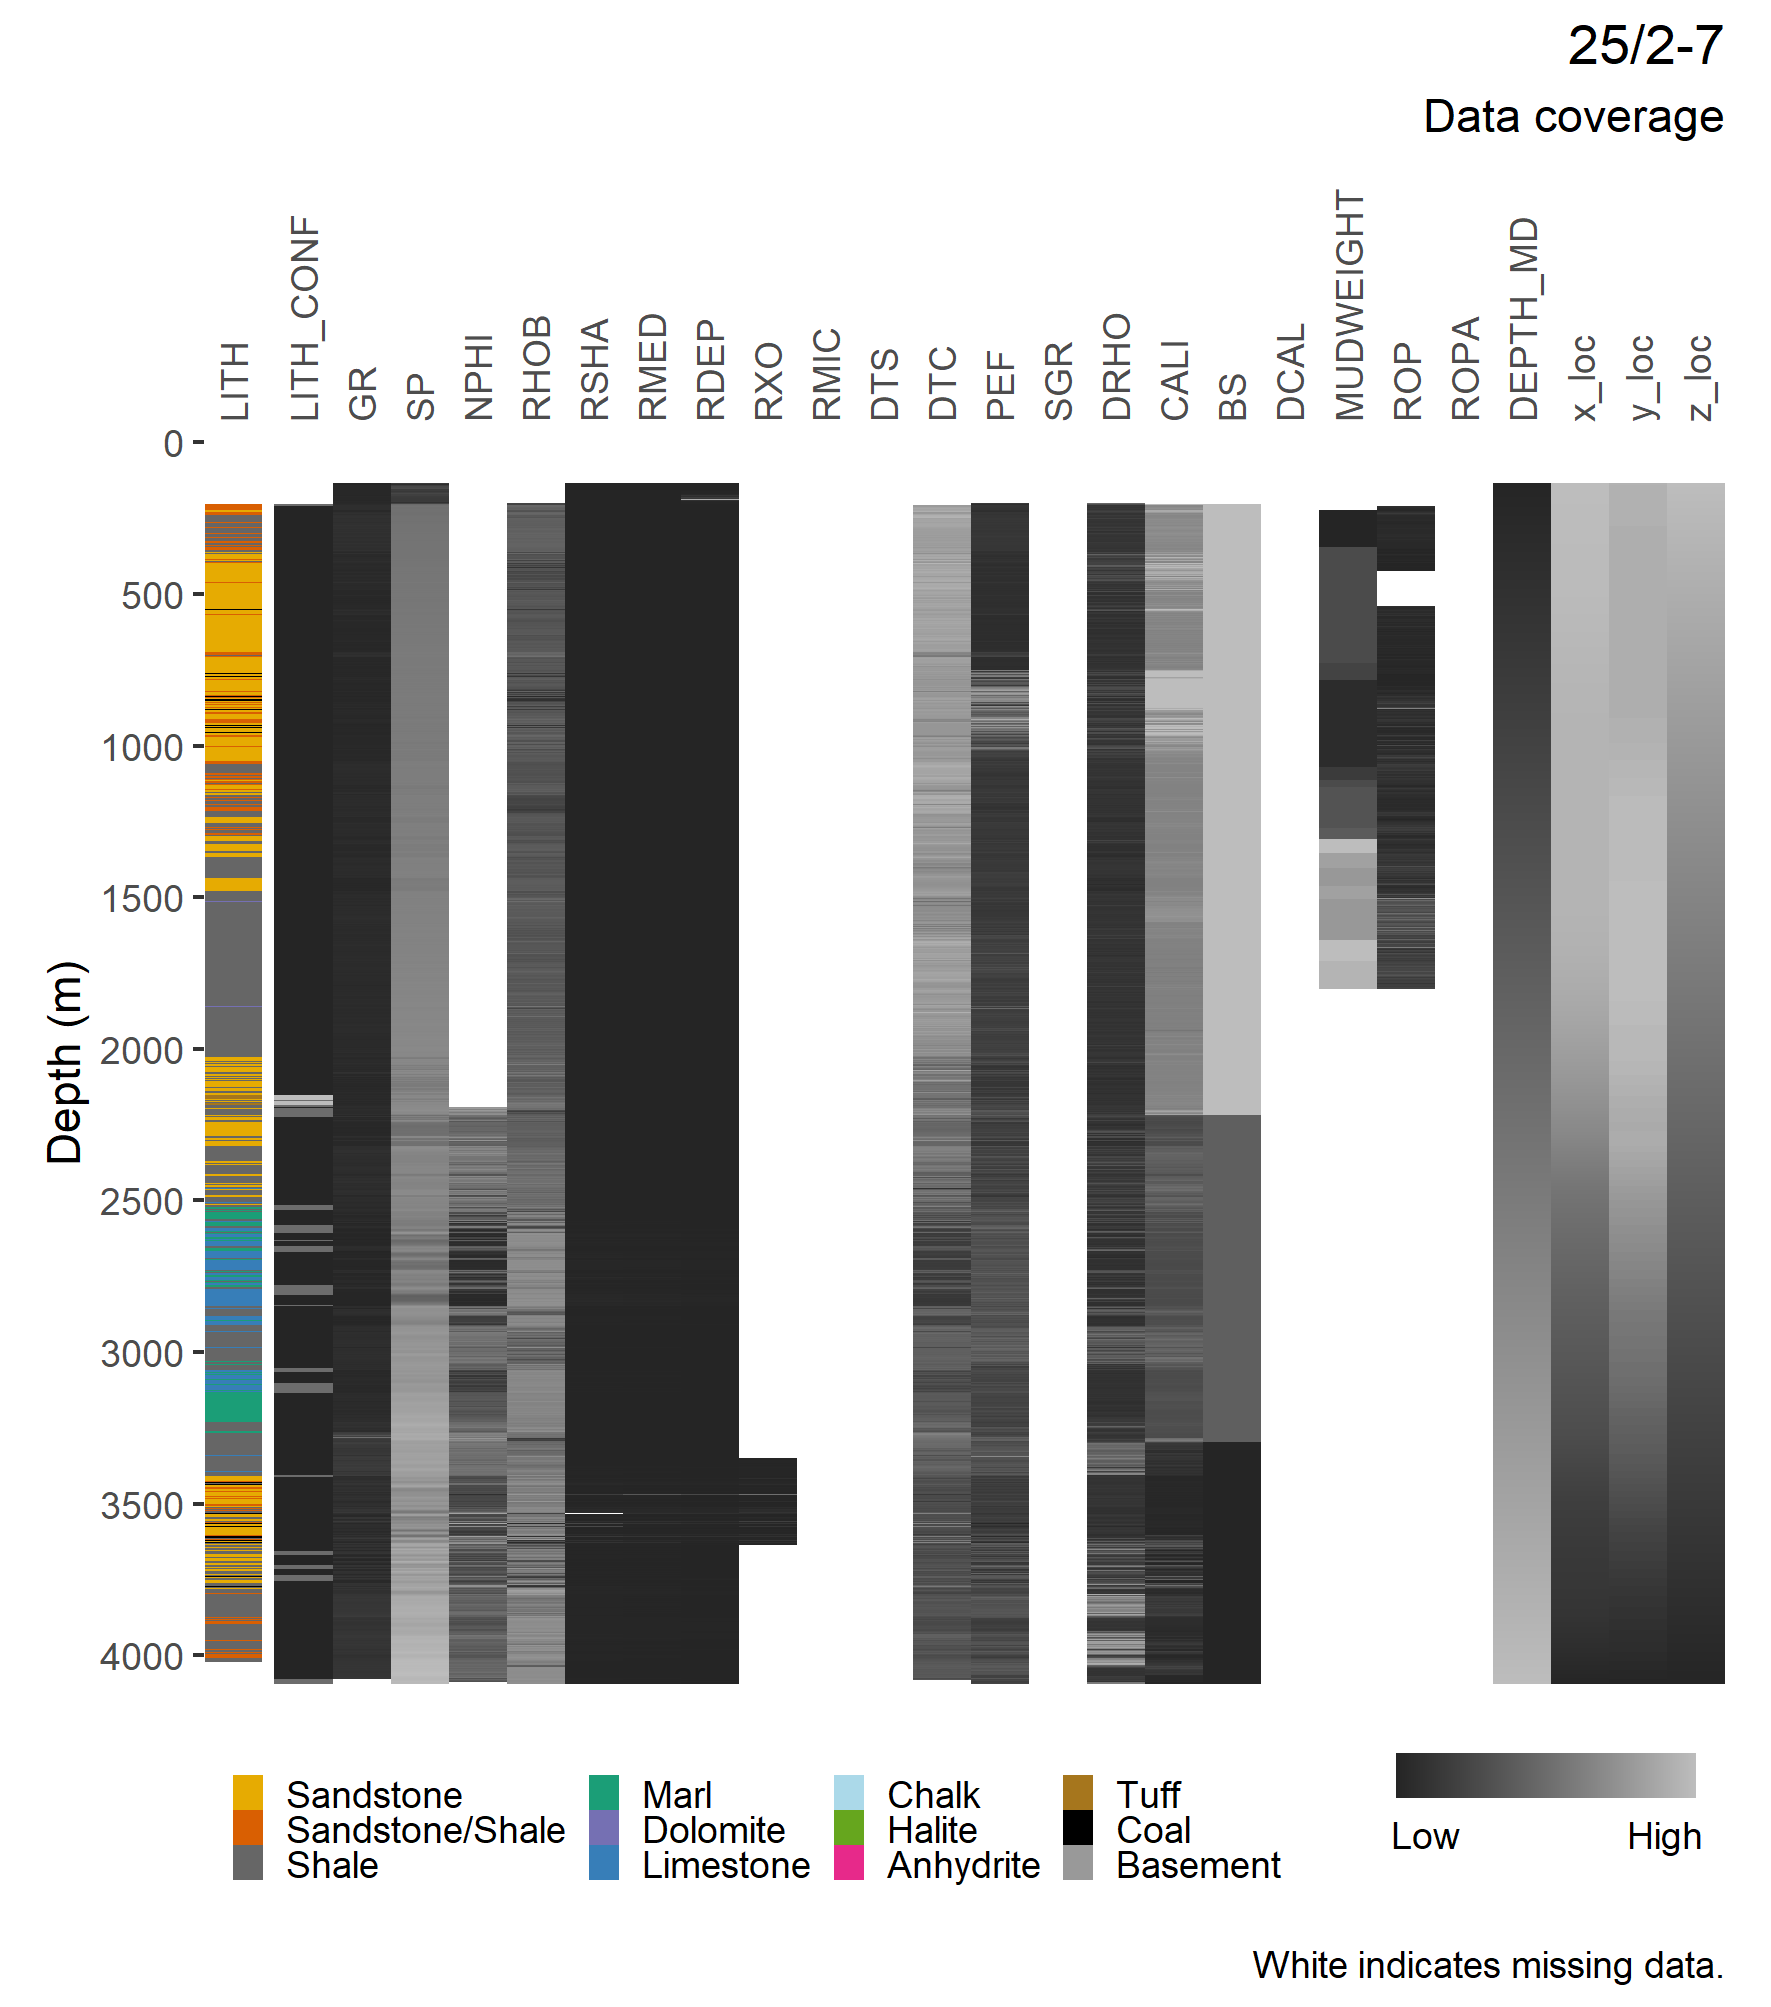 25/2-7
Data coverage
LITH
LITH_CONF
GR
SP
NPHI
RHOB
RSHA
RMED
RDEP
RXO
RMIC
DTS
DTC
PEF
SGR
DRHO
CALI
BS
DCAL
MUDWEIGHT
ROP
ROPA
DEPTH_MD
x_loc
y_loc
z_loc
Depth (m)
0
500
1000
1500
2000
2500
3000
3500
4000
Sandstone
Sandstone/Shale
Shale
Marl
Dolomite
Limestone
Chalk
Halite
Anhydrite
Tuff
Coal
Basement
Low High
White indicates missing data.